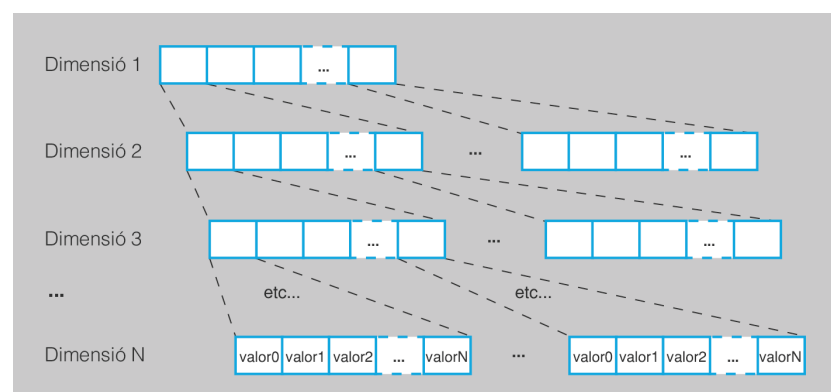 Dimensió 1
...
Dimensió 2
... ... ...
Dimensió 3
... ... ...
... etc... etc...
Dimensió N
valor0 valor1 valor2 ... valorN ... valor0 valor1 valor2 ... valorN